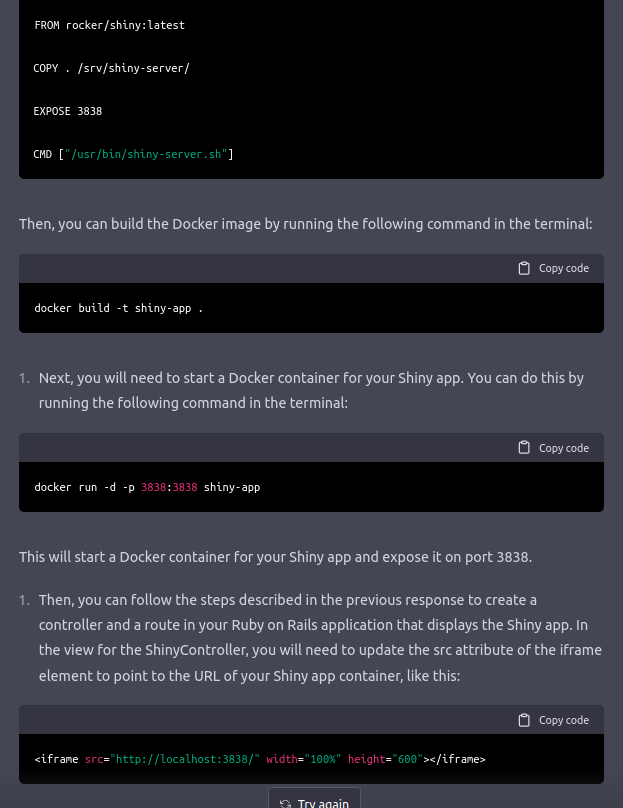 FROM rocker/shiny:latest
COPY . /srv/shiny-server/
EXPOSE 3838
CMD ["/usr/bin/shiny-server.sh"]
Then, you can build the Docker image by running the following command in the terminal:
Copy code
docker build -t shiny-app .
1. Next, you will need to start a Docker container for your Shiny app. You can do this by
running the following command in the terminal:
Copy code
docker run -d -p 3838:3838 shiny-app
This will start a Docker container for your Shiny app and expose it on port 3838.
1. Then, you can follow the steps described in the previous response to create a
controller and a route in your Ruby on Rails application that displays the Shiny app. In
the view for the ShinyController, you will need to update the src attribute of the iframe
element to point to the URL of your Shiny app container, like this:
Copy code
<iframe src="http://localhost:3838/" width="100%" height="600"></iframe>
Try again